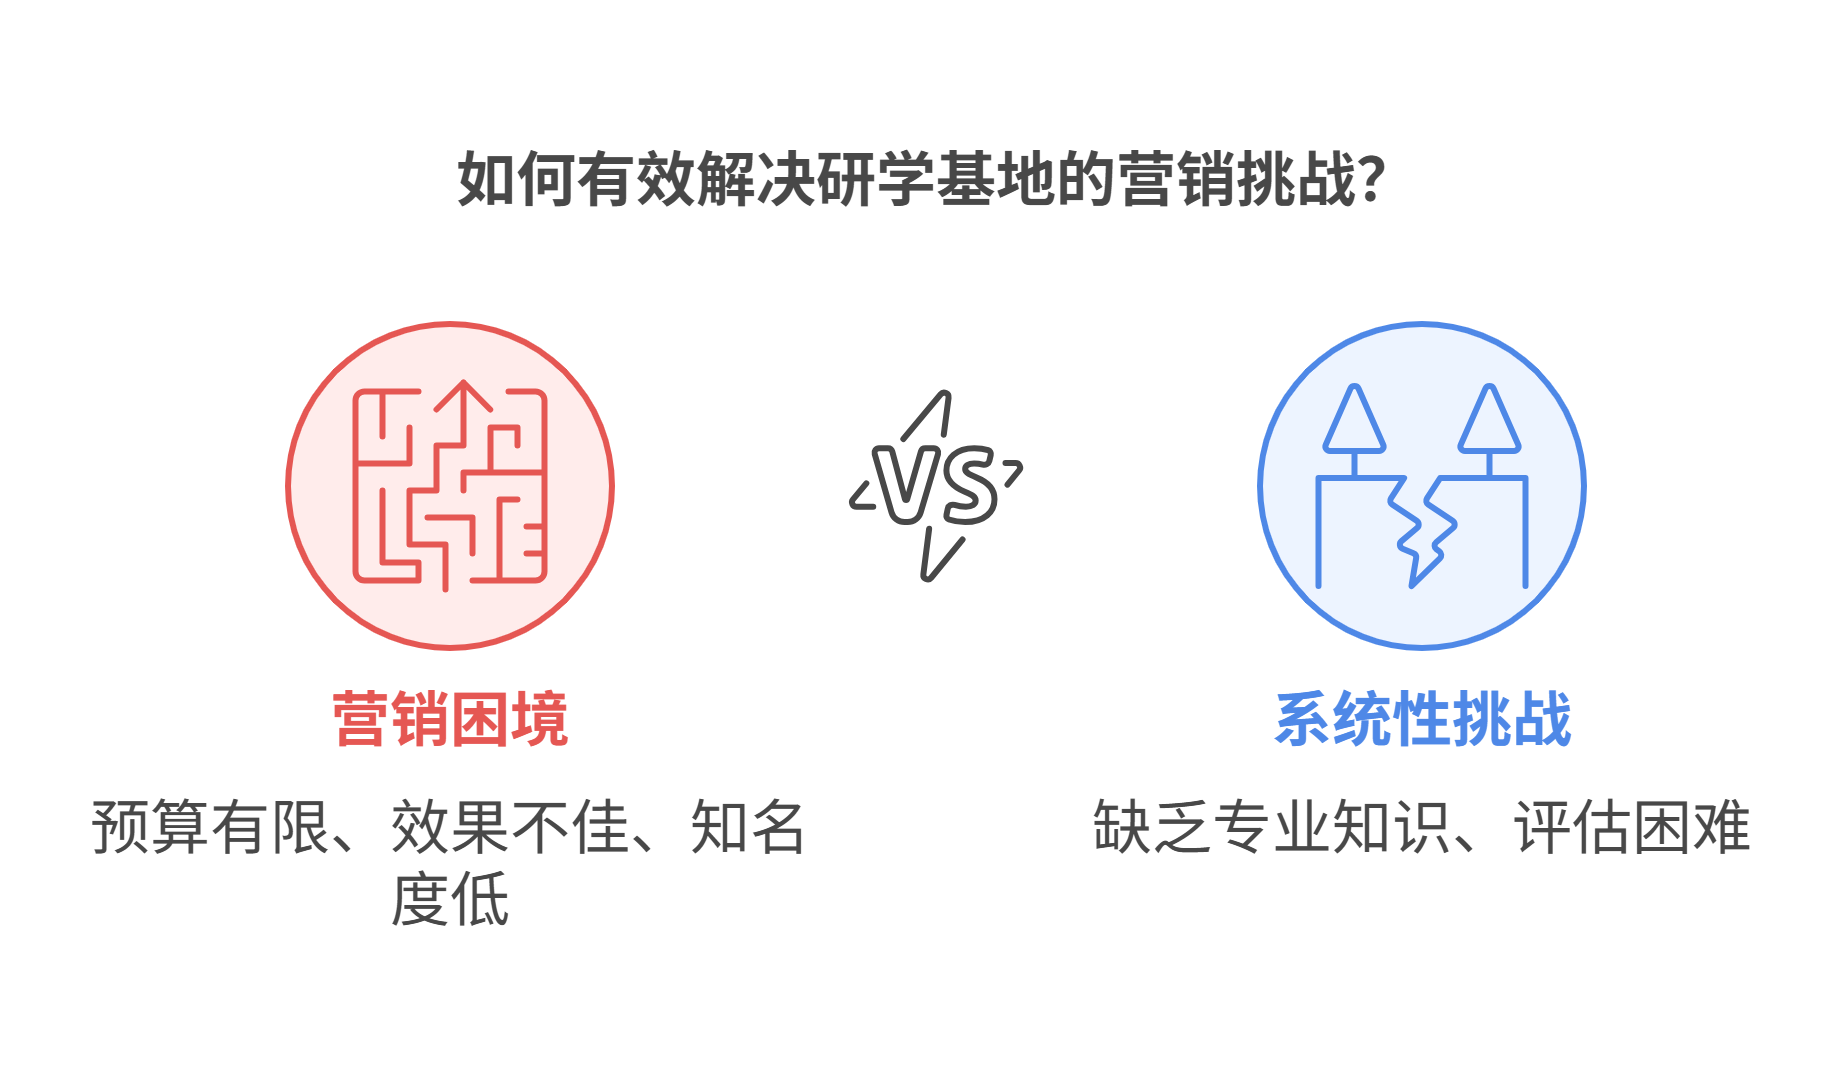 如何有效解决研学基地的营销挑战?
VS
营销困境
系统性挑战
预算有限、效果不佳、知名
度低
缺乏专业知识、评估困难